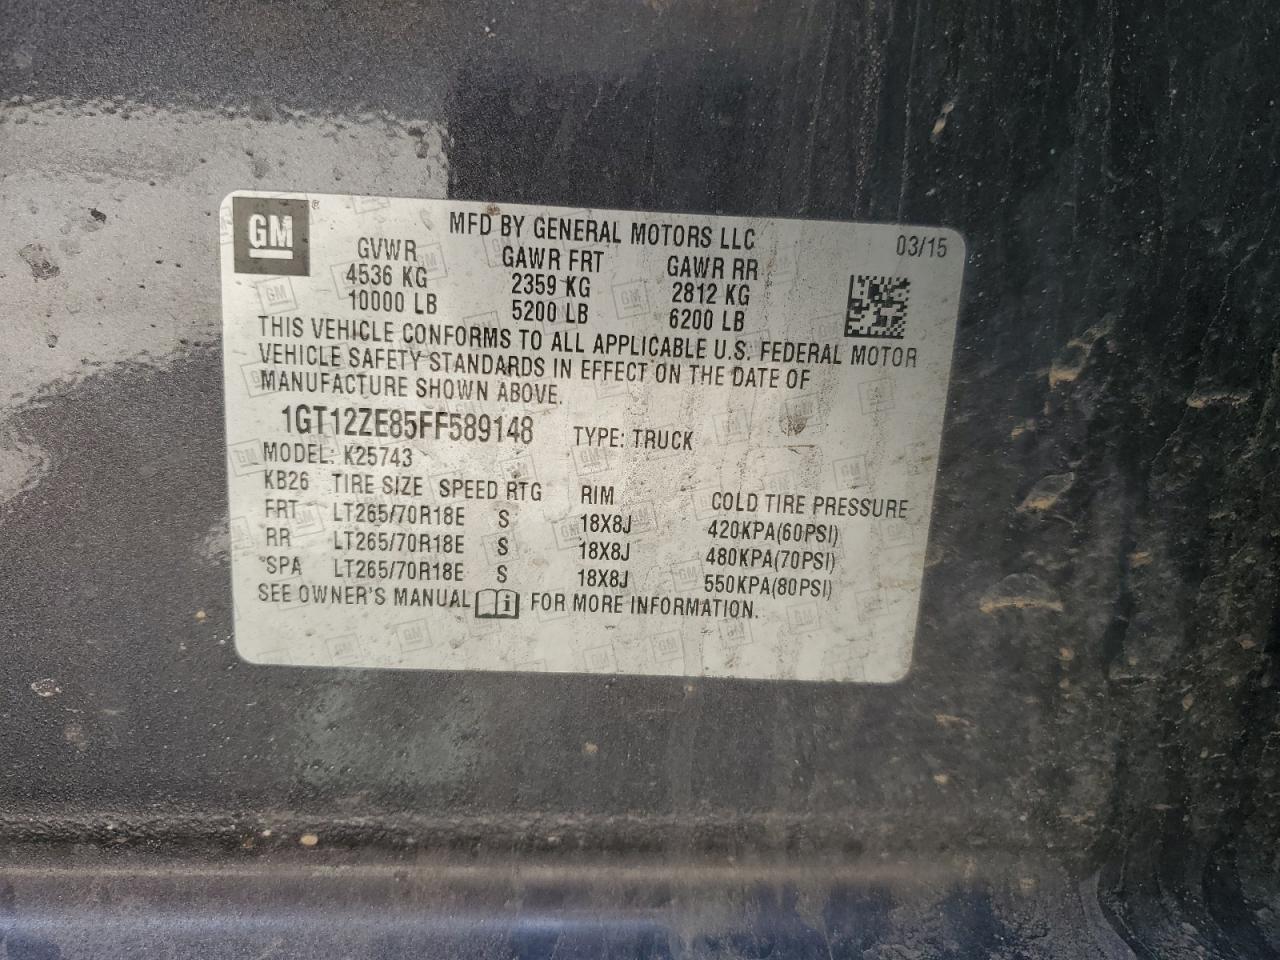 GM®
MFD BY GENERAL MOTORS LLC 03/15
GVWR GAWR FRT GAWR RR
4536 KG 2359 KG 2812 KG
10000 LB 5200 LB 6200 LB
THIS VEHICLE CONFORMS TO ALL APPLICABLE U.S. FEDERAL MOTOR
VEHICLE SAFETY STANDARDS IN EFFECT ON THE DATE OF
MANUFACTURE SHOWN ABOVE.
1GT12ZE85FF589148 TYPE: TRUCK
MODEL: K25743
KB26 TIRE SIZE SPEED RTG RIM COLD TIRE PRESSURE
FRT LT265/70R18E S 18X8J 420KPA(60PSI)
RR LT265/70R18E S 18X8J 480KPA(70PSI)
SPA LT265/70R18E S 18X8J 550KPA(80PSI)
SEE OWNER'S MANUAL FOR MORE INFORMATION.